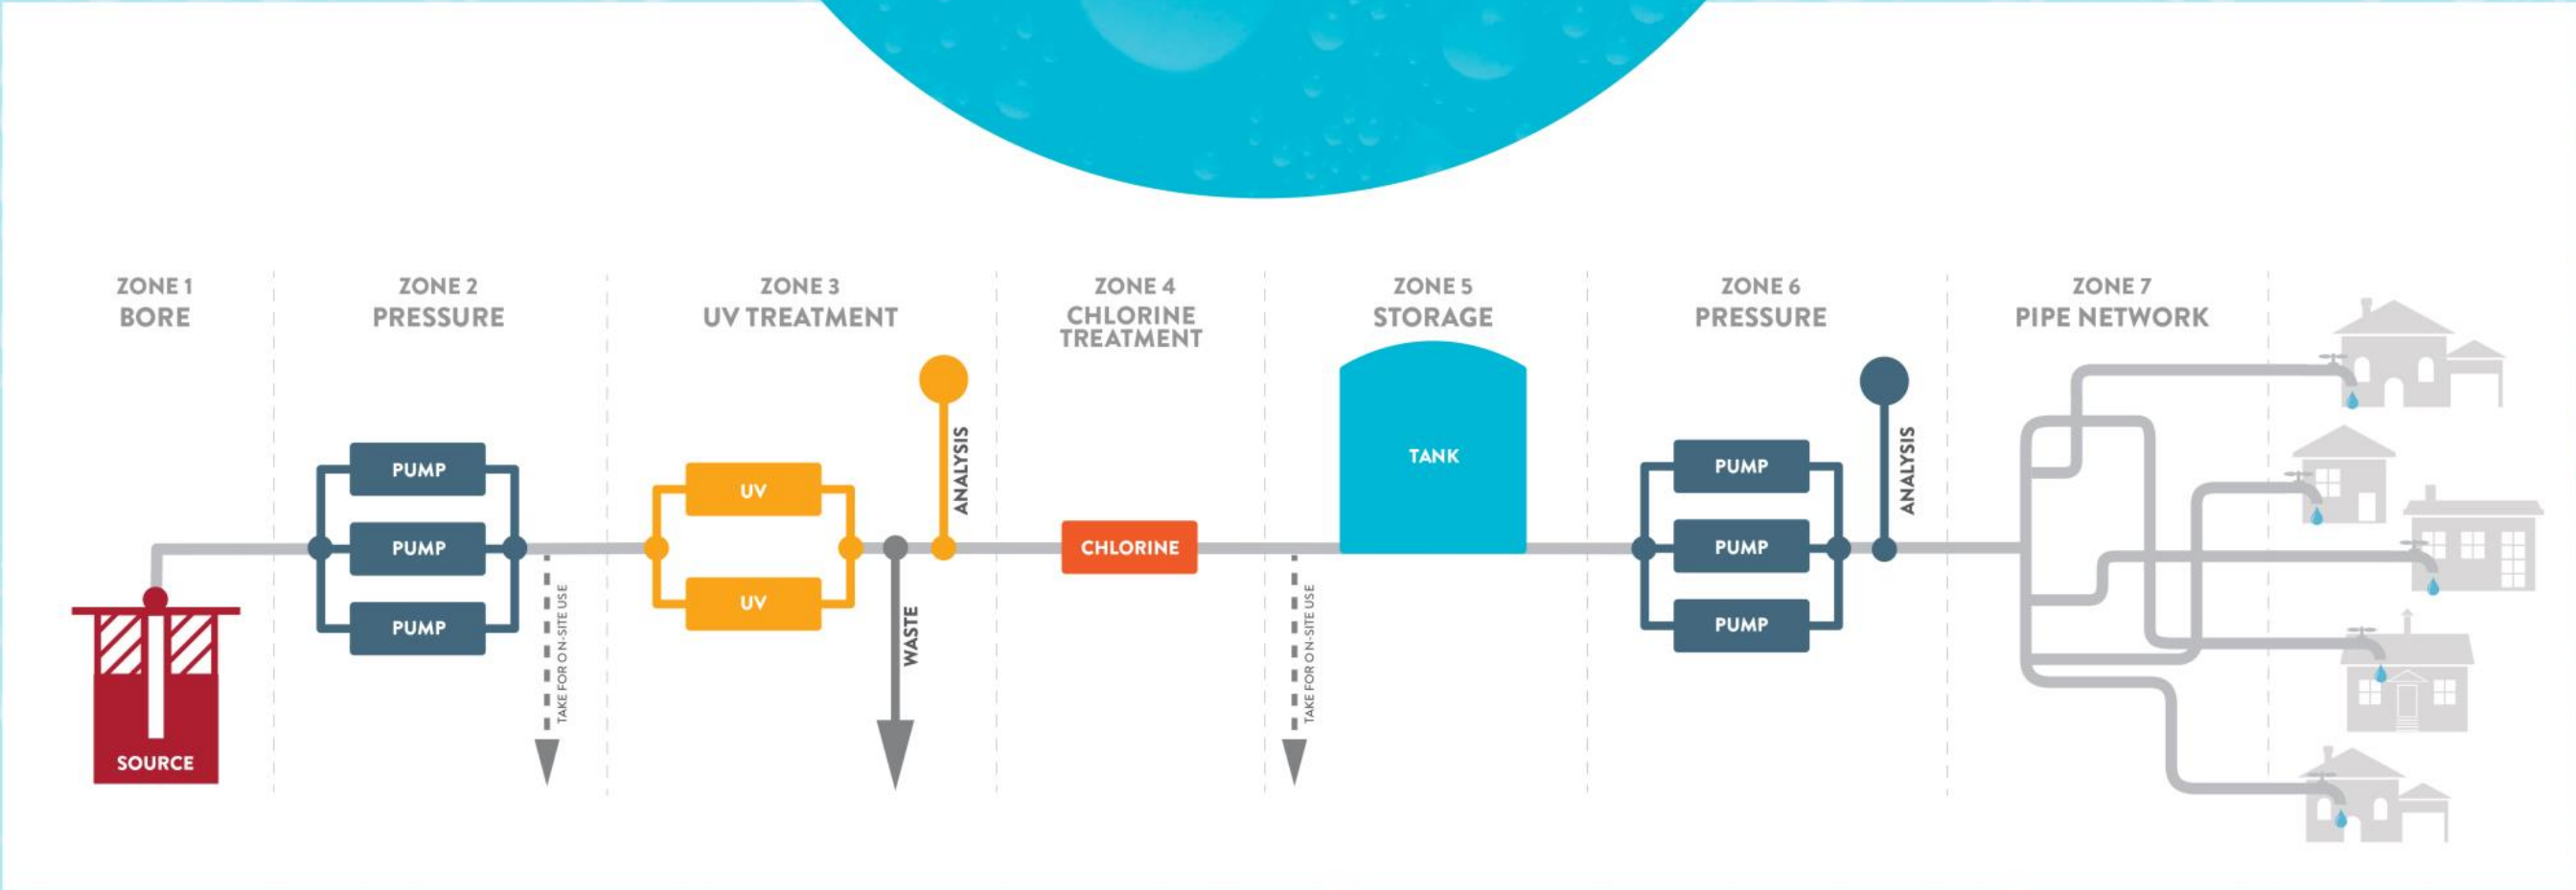 ZONE 1
BORE
ZONE 2
PRESSURE
ZONE 3
UV TREATMENT
ZONE 4
CHLORINE
TREATMENT
ZONE 5
STORAGE
ZONE 6
PRESSURE
ZONE 7
PIPE NETWORK
SOURCE
PUMP
PUMP
PUMP
TAKE FOR ON-SITE USE
UV
UV
WASTE
ANALYSIS
CHLORINE
TAKE FOR ON-SITE USE
TANK
PUMP
PUMP
PUMP
ANALYSIS